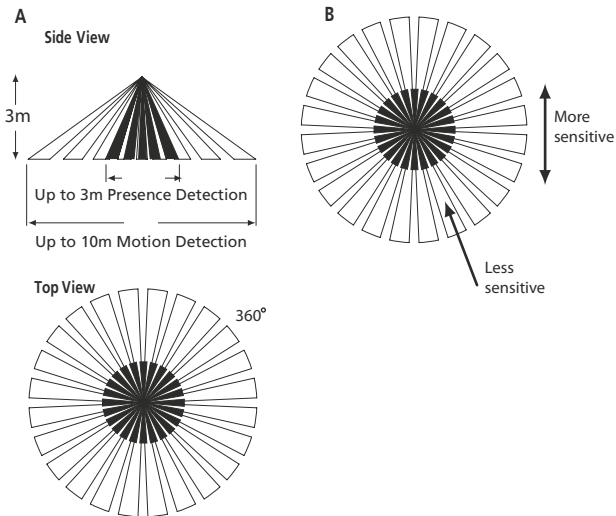 A
Side View
3m
Up to 3m Presence Detection
Up to 10m Motion Detection
Top View
360°
B
More
sensitive
Less
sensitive